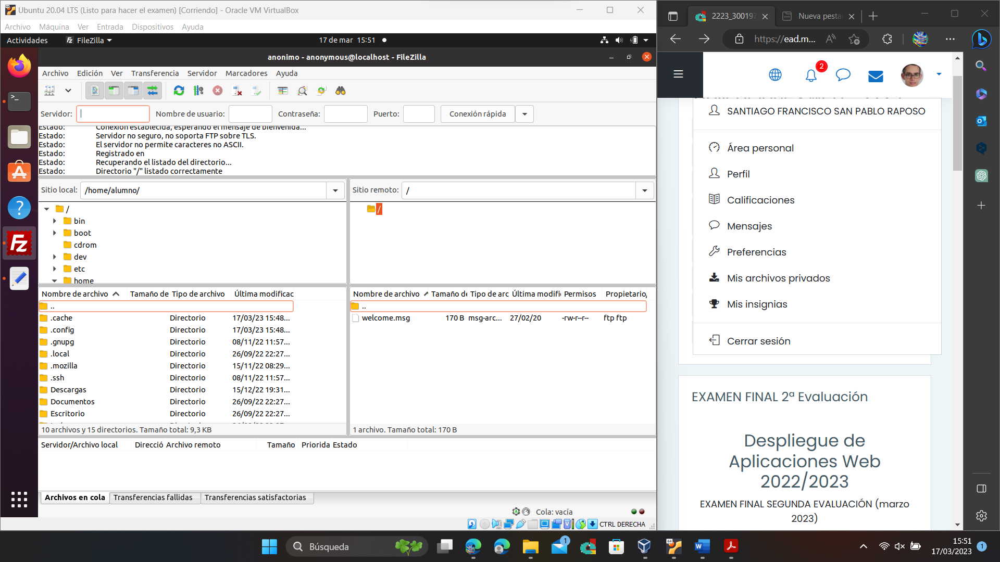 Ubuntu 20.04 LTS (Listo para hacer el examen) [Corriendo] - Oracle VM VirtualBox
Archivo Máquina Ver Entrada Dispositivos Ayuda
Actividades FileZilla 17 de mar 15:51
anonimo - anonymous@localhost - FileZilla
Archivo Edición Ver Transferencia Servidor Marcadores Ayuda
Servidor: Nombre de usuario: Contraseña: Puerto: Conexión rápida
Estado: Conexión establecida, esperando el mensaje de bienvenida...
Estado: Servidor no seguro, no soporta FTP sobre TLS.
Estado: El servidor no permite caracteres no ASCII.
Estado: Registrado en
Estado: Recuperando el listado del directorio...
Estado: Directorio "/" listado correctamente
Sitio local: /home/alumno/
/
bin
boot
cdrom
dev
etc
home
Sitio remoto: /
/
Nombre de archivo Tamaño de Tipo de archivo Última modificac
..
.cache Directorio 17/03/23 15:48...
.config Directorio 17/03/23 15:48...
.gnupg Directorio 08/11/22 11:57...
.local Directorio 26/09/22 22:27...
.mozilla Directorio 15/11/22 08:29...
.ssh Directorio 08/11/22 11:57...
Descargas Directorio 15/12/22 19:31...
Documentos Directorio 26/09/22 22:27...
Escritorio Directorio 26/09/22 22:27...
10 archivos y 15 directorios. Tamaño total: 9,3 KB
Nombre de archivo Tamaño de Tipo de arc Última modifi Permisos Propietario/
..
welcome.msg 170 B msg-arc... 27/02/20 -rw-r--r-- ftp ftp
1 archivo. Tamaño total: 170 B
Servidor/Archivo local Direcció Archivo remoto Tamaño Priorida Estado
Archivos en cola Transferencias fallidas Transferencias satisfactorias
Cola: vacía
CTRL DERECHA
2223_300197 Nueva pesta
https://ead.m...
2
SANTIAGO FRANCISCO SAN PABLO RAPOSO
Área personal
Perfil
Calificaciones
Mensajes
Preferencias
Mis archivos privados
Mis insignias
Cerrar sesión
EXAMEN FINAL 2ª Evaluación
Despliegue de
Aplicaciones Web
2022/2023
EXAMEN FINAL SEGUNDA EVALUACIÓN (marzo
2023)
Búsqueda
1
15:51
17/03/2023
1